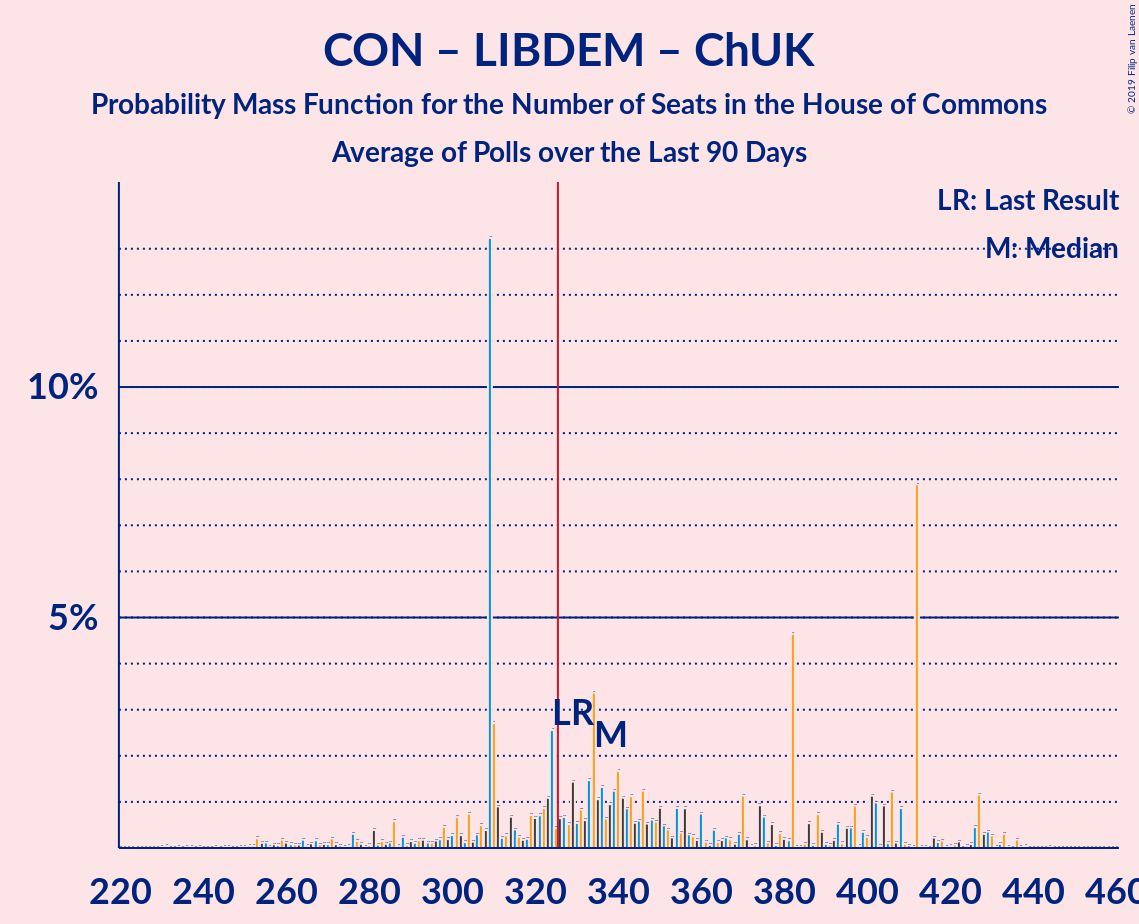 CON – LIBDEM – ChUK
Probability Mass Function for the Number of Seats in the House of Commons
Average of Polls over the Last 90 Days
© 2019 Filip van Laenen
LR: Last Result
M: Median
10%
5%
LR
M
220 240 260 280 300 320 340 360 380 400 420 440 460